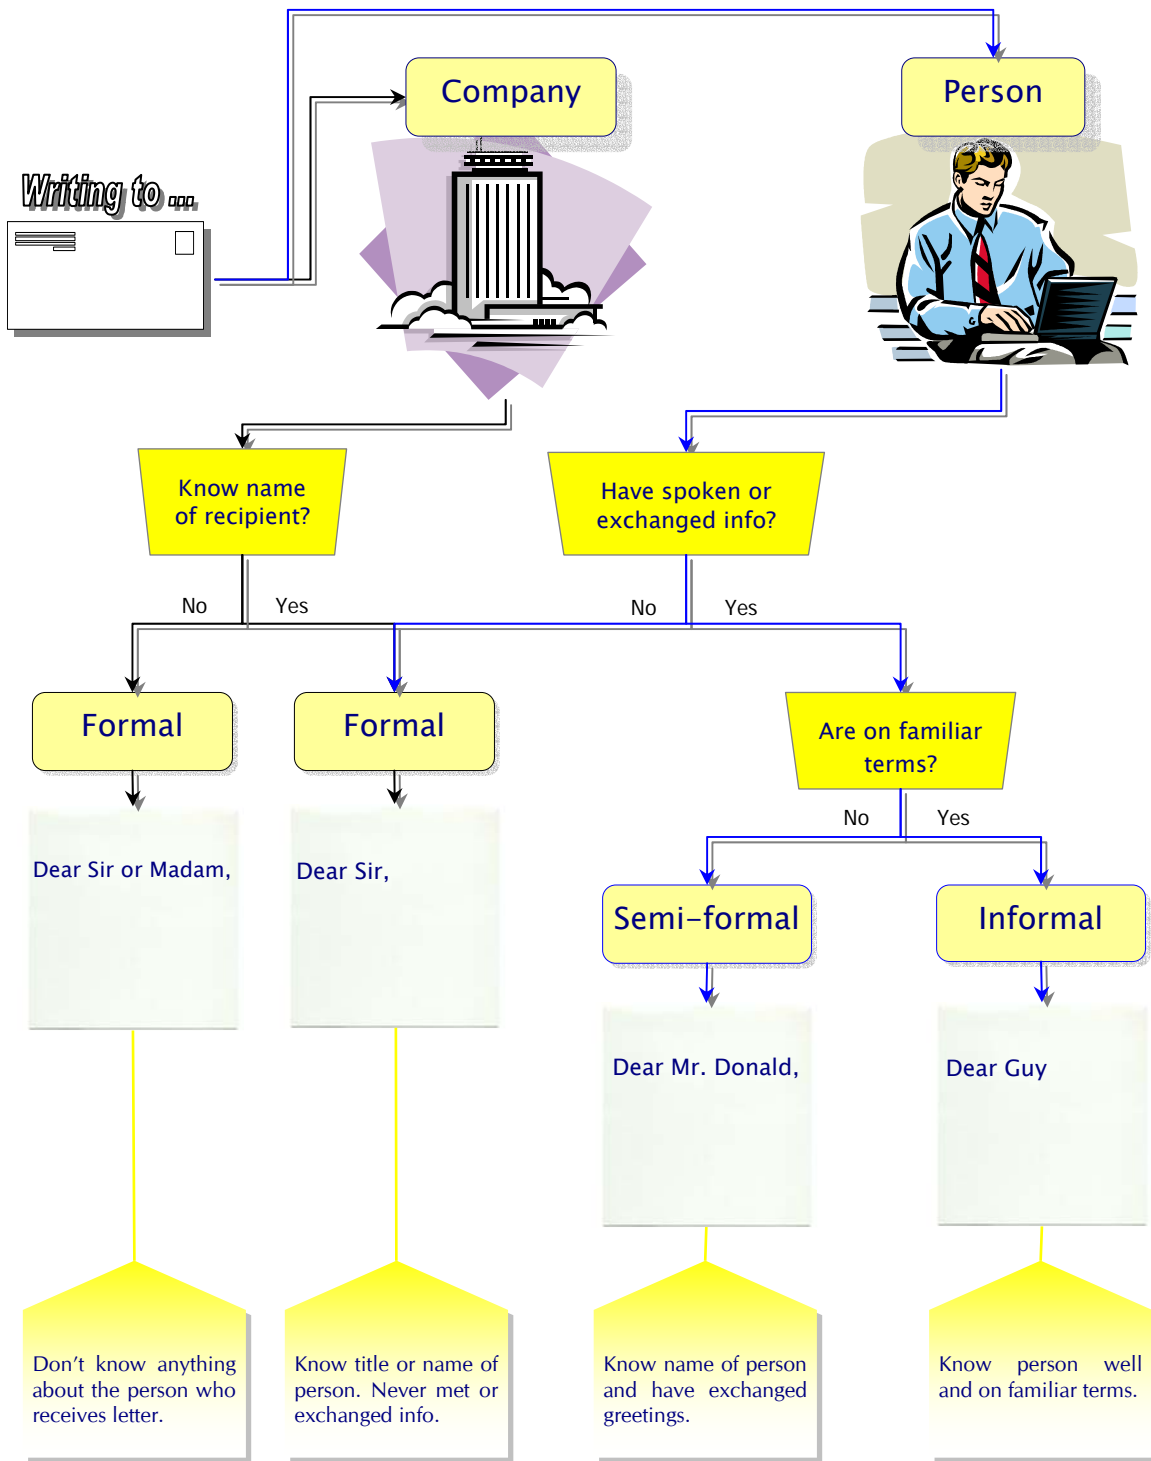 Company
Person
Writing to ...
Know name
of recipient?
Have spoken or
exchanged info?
No
Yes
No
Yes
Formal
Formal
Are on familiar
terms?
No
Yes
Dear Sir or Madam,
Dear Sir,
Semi-formal
Informal
Dear Mr. Donald,
Dear Guy
Don't know anything
about the person who
receives letter.
Know title or name of
person. Never met or
exchanged info.
Know name of person
and have exchanged
greetings.
Know person well
and on familiar terms.